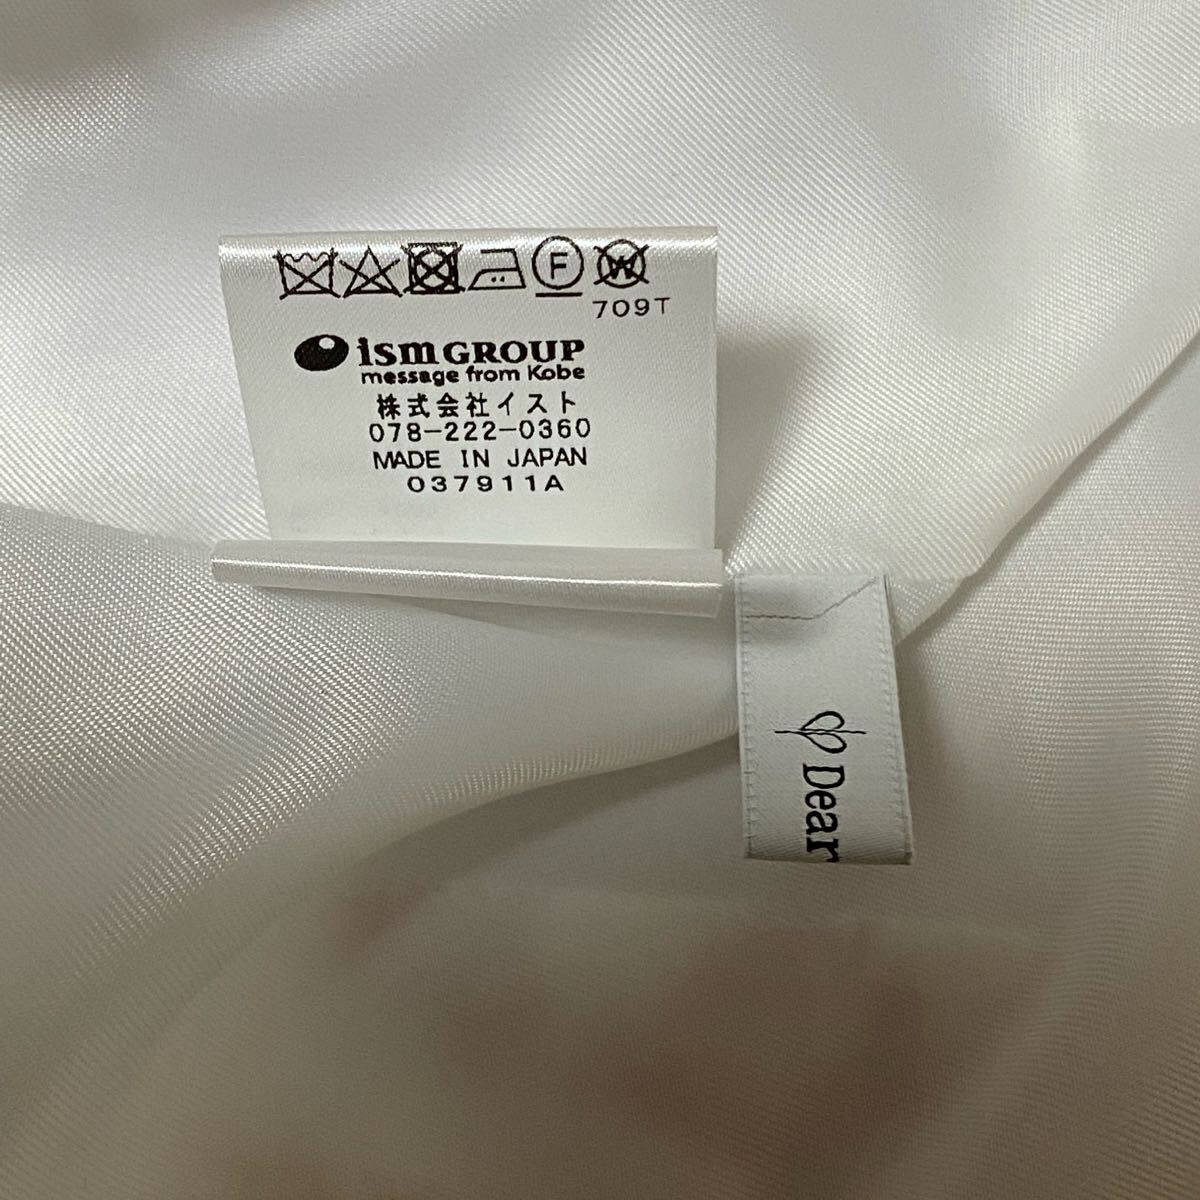 F W
709T
ismGROUP
message from Kobe
株式会社イスト
078-222-0360
MADE IN JAPAN
037911A
Dear